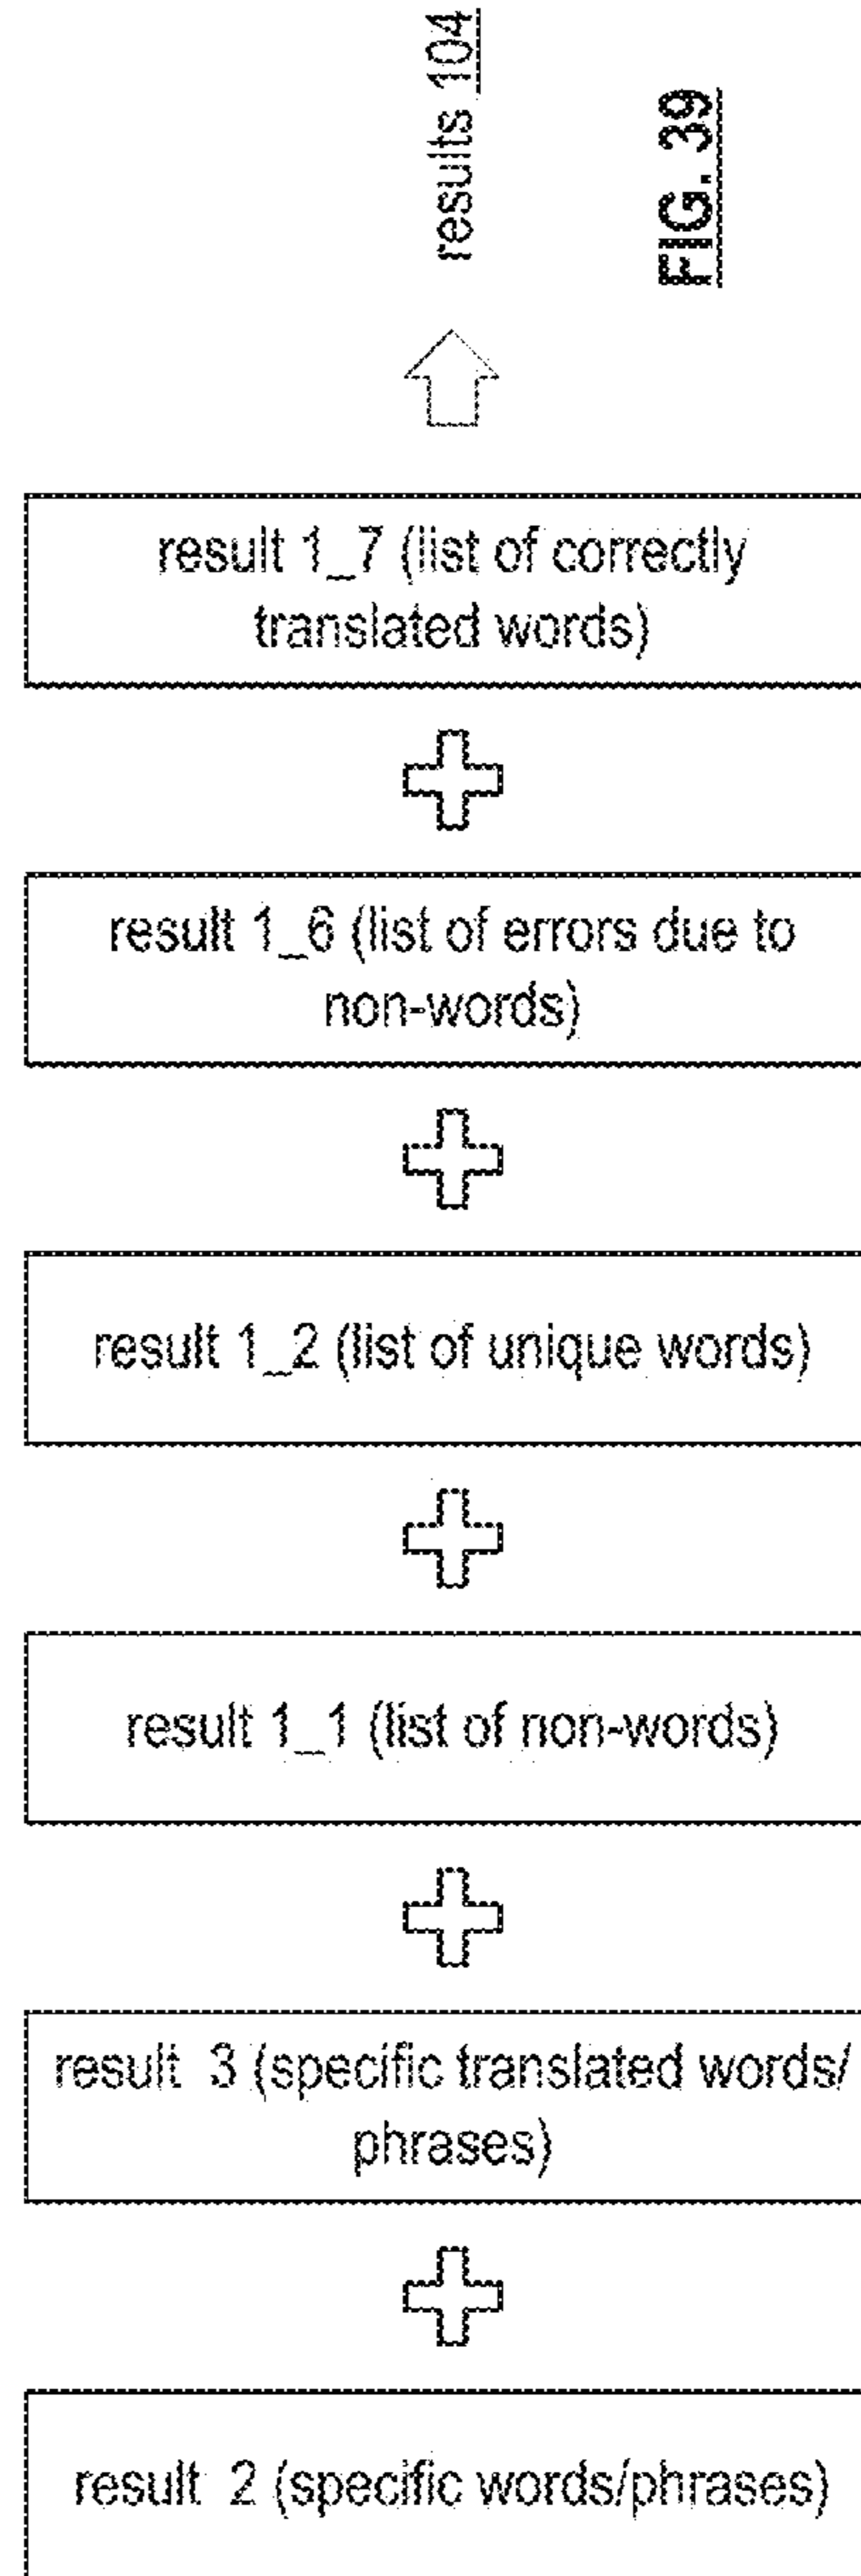 results 104
FIG. 39
result 1_7 (list of correctly
translated words)
result 1_6 (list of errors due to
non-words)
result 1_2 (list of unique words)
result 1_1 (list of non-words)
result 3 (specific translated words/
phrases)
result 2 (specific words/phrases)